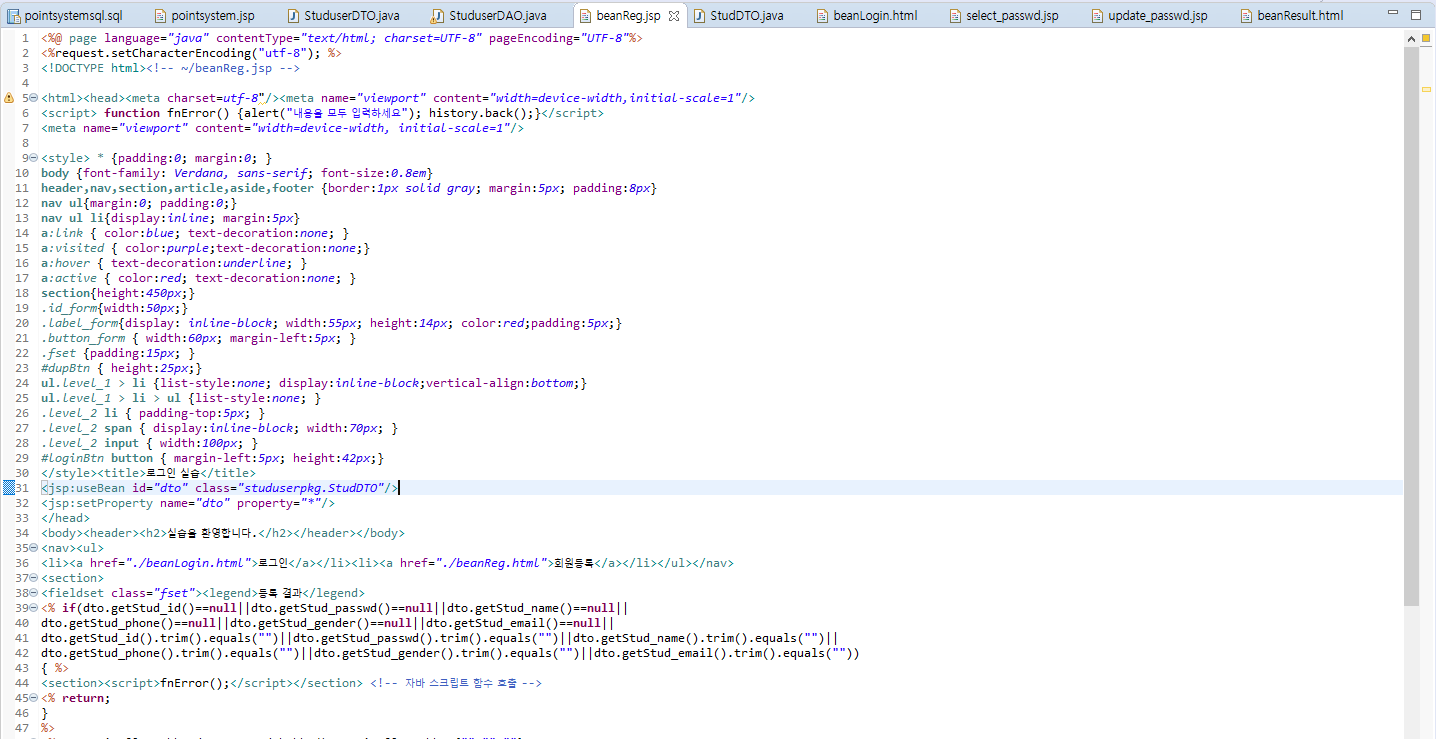 pointsystemsql.sql pointsystem.jsp StuduserDTO.java StuduserDAO.java beanReg.jsp StudDTO.java beanLogin.html select_passwd.jsp update_passwd.jsp beanResult.html
1 <%@ page language="java" contentType="text/html; charset=UTF-8" pageEncoding="UTF-8"%>
2 <%request.setCharacterEncoding("utf-8"); %>
3 <!DOCTYPE html><!-- ~/beanReg.jsp -->
4
5 <html><head><meta charset=utf-8"/><meta name="viewport" content="width=device-width,initial-scale=1"/>
6 <script> function fnError() {alert("내용을 모두 입력하세요"); history.back();}</script>
7 <meta name="viewport" content="width=device-width, initial-scale=1"/>
8
9 <style> * {padding:0; margin:0; }
10 body {font-family: Verdana, sans-serif; font-size:0.8em}
11 header,nav,section,article,aside,footer {border:1px solid gray; margin:5px; padding:8px}
12 nav ul{margin:0; padding:0;}
13 nav ul li{display:inline; margin:5px}
14 a:link { color:blue; text-decoration:none; }
15 a:visited { color:purple;text-decoration:none;}
16 a:hover { text-decoration:underline; }
17 a:active { color:red; text-decoration:none; }
18 section{height:450px;}
19 .id_form{width:50px;}
20 .label_form{display: inline-block; width:55px; height:14px; color:red;padding:5px;}
21 .button_form { width:60px; margin-left:5px; }
22 .fset {padding:15px; }
23 #dupBtn { height:25px;}
24 ul.level_1 > li {list-style:none; display:inline-block;vertical-align:bottom;}
25 ul.level_1 > li > ul {list-style:none; }
26 .level_2 li { padding-top:5px; }
27 .level_2 span { display:inline-block; width:70px; }
28 .level_2 input { width:100px; }
29 #loginBtn button { margin-left:5px; height:42px;}
30 </style><title>로그인 실습</title>
31 <jsp:useBean id="dto" class="studuserpkg.StudDTO"/>
32 <jsp:setProperty name="dto" property="*"/>
33 </head>
34 <body><header><h2>실습을 환영합니다.</h2></header></body>
35 <nav><ul>
36 <li><a href="./beanLogin.html">로그인</a></li><li><a href="./beanReg.html">회원등록</a></li></ul></nav>
37 <section>
38 <fieldset class="fset"><legend>등록 결과</legend>
39 <% if(dto.getStud_id()==null||dto.getStud_passwd()==null||dto.getStud_name()==null||
40 dto.getStud_phone()==null||dto.getStud_gender()==null||dto.getStud_email()==null||
41 dto.getStud_id().trim().equals("")||dto.getStud_passwd().trim().equals("")||dto.getStud_name().trim().equals("")||
42 dto.getStud_phone().trim().equals("")||dto.getStud_gender().trim().equals("")||dto.getStud_email().trim().equals(""))
43 { %>
44 <section><script>fnError();</script></section> <!-- 자바 스크립트 함수 호출 -->
45 <% return;
46 }
47 %>